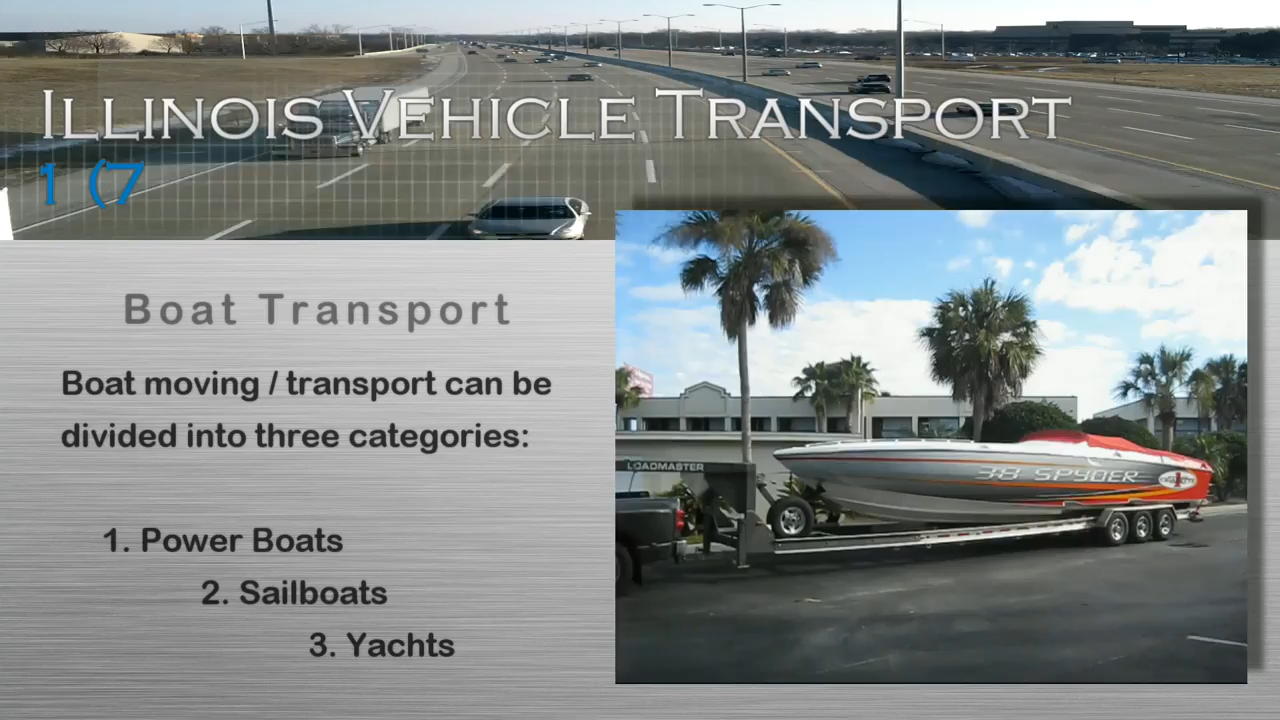 Illinois Vehicle Transport
1 (7
Boat Transport
Boat moving / transport can be
divided into three categories:
1. Power Boats
2. Sailboats
3. Yachts
LOADMASTER
38 SPYDER